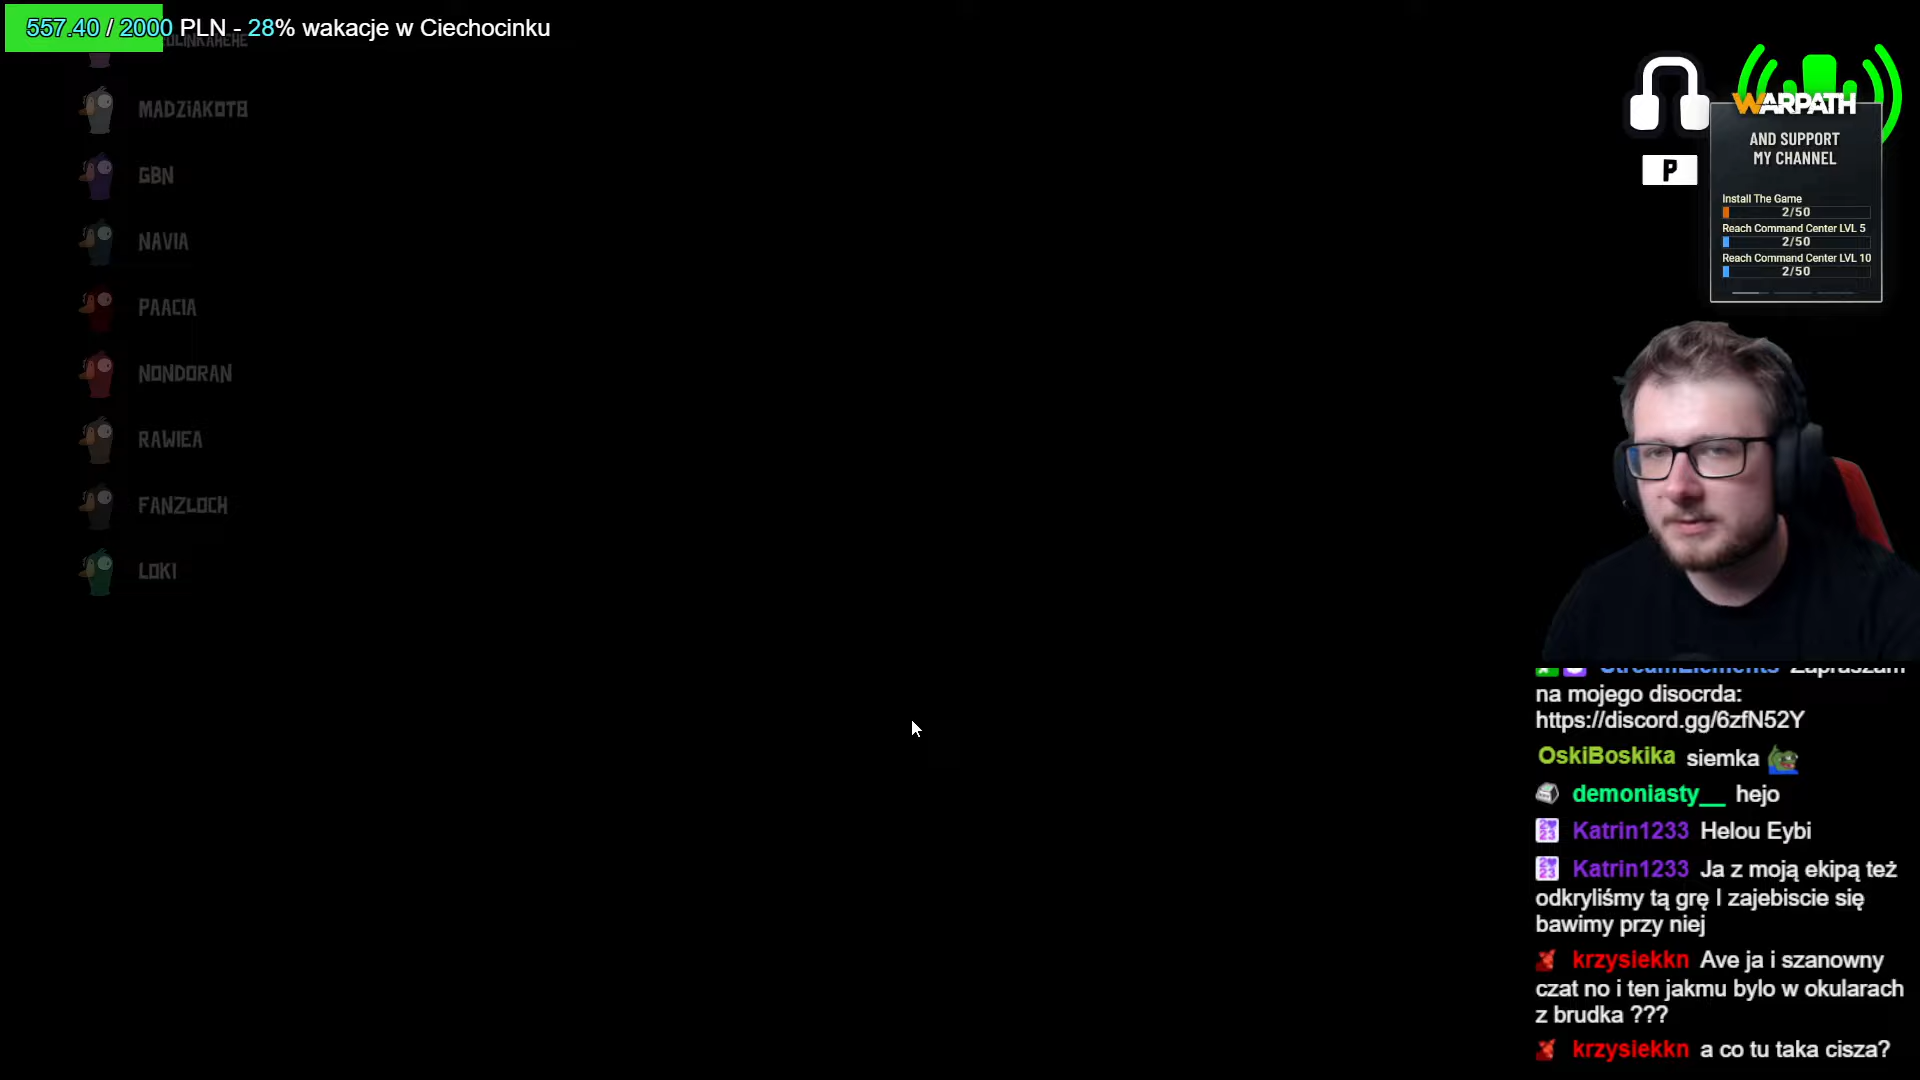 557.40 / 2000 PLN - 28% wakacje w Ciechocinku
MADZIAKOT8
GBN
NAVIA
PAACIA
NONDORAN
RAWIEA
FANZLOCH
LOKI
P
WARPATH
AND SUPPORT
MY CHANNEL
Install The Game
2/50
Reach Command Center LVL 5
2/50
Reach Command Center LVL 10
2/50
StreamElements Zapraszam
na mojego disocrda:
https://discord.gg/6zfN52Y
OskiBoskika siemka
demoniasty__ hejo
Katrin1233 Helou Eybi
Katrin1233 Ja z moją ekipą też
odkryliśmy tą grę I zajebiscie się
bawimy przy niej
krzysiekkn Ave ja i szanowny
czat no i ten jakmu bylo w okularach
z brudka ???
krzysiekkn a co tu taka cisza?